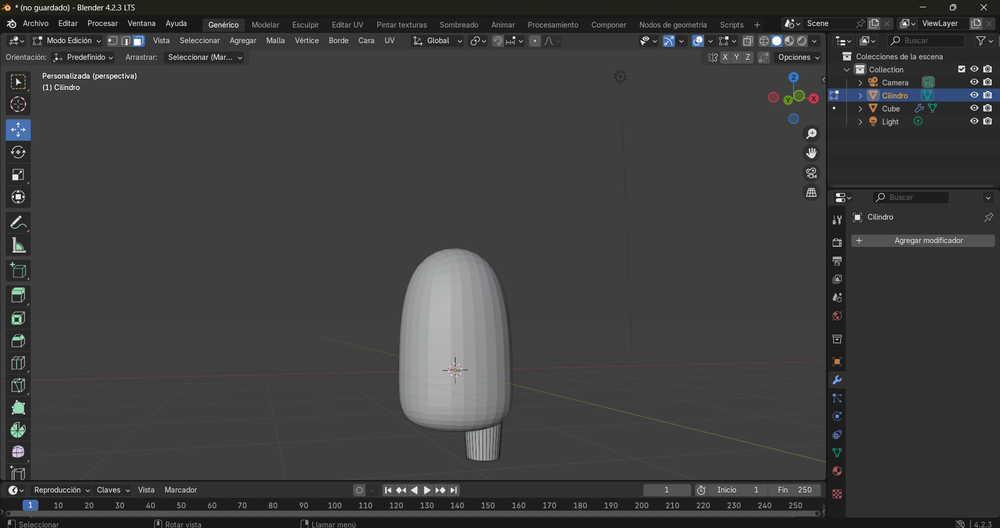 * (no guardado) - Blender 4.2.3 LTS
Archivo Editar Procesar Ventana Ayuda Genérico Modelar Esculpir Editar UV Pintar texturas Sombreado Animar Procesamiento Componer Nodos de geometría Scripts + Scene ViewLayer
Modo Edición Vista Seleccionar Agregar Malla Vértice Borde Cara UV Global Buscar
Orientación: Predefinido Arrastrar: Seleccionar (Mar... X Y Z Opciones
Colecciones de la escena
Collection
Camera
Cilindro
Cube
Light
Personalizada (perspectiva)
(1) Cilindro
Z
Y X
Buscar
Cilindro
+ Agregar modificador
Reproducción Claves Vista Marcador 1 Inicio 1 Fin 250
1 10 20 30 40 50 60 70 80 90 100 110 120 130 140 150 160 170 180 190 200 210 220 230 240 250
Seleccionar Rotar vista Llamar menú 4.2.3